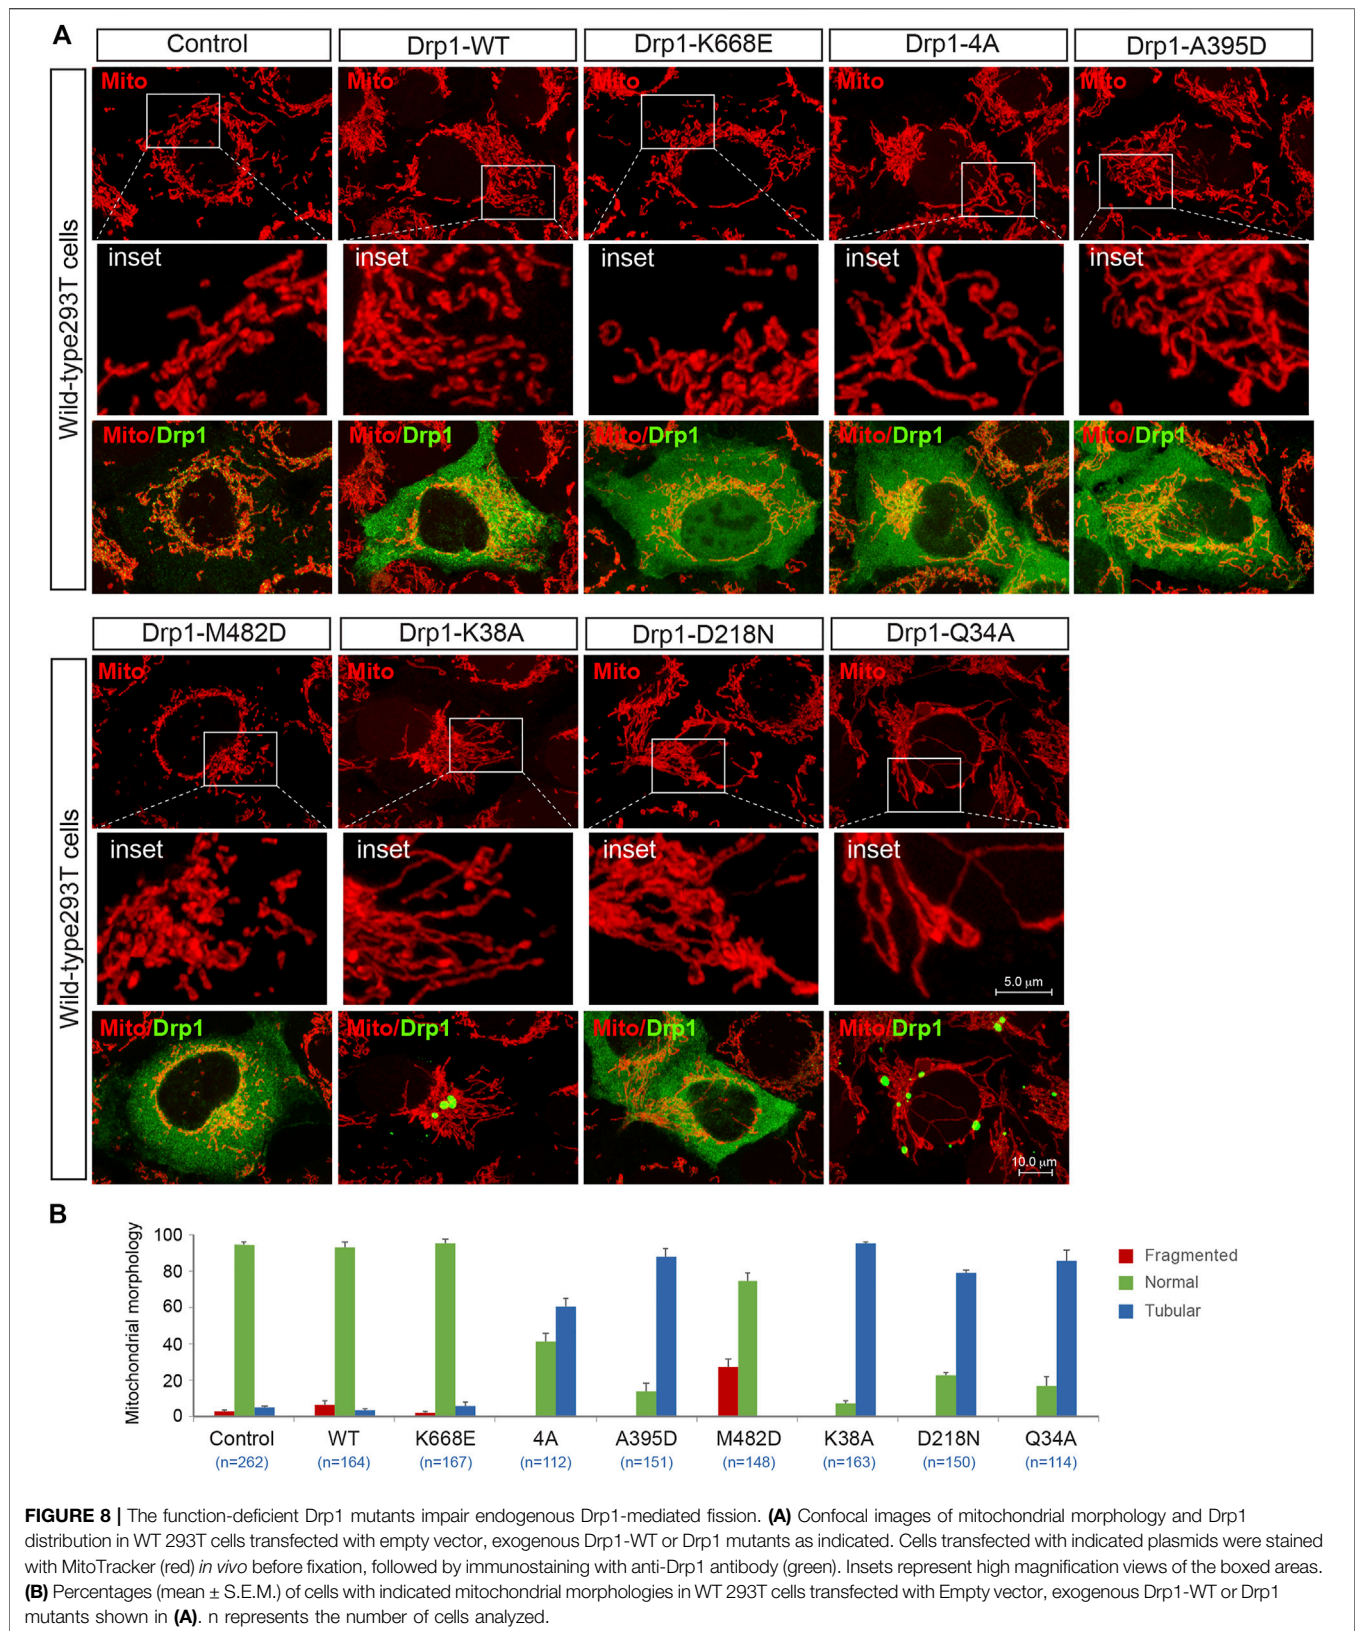 A
Control
Drp1-WT
Drp1-K668E
Drp1-4A
Drp1-A395D
Wild-type293T cells
Mito
Mito
Mito
Mito
Mito
inset
inset
inset
inset
inset
Mito/Drp1
Mito/Drp1
Mito/Drp1
Mito/Drp1
Mito/Drp1
Drp1-M482D
Drp1-K38A
Drp1-D218N
Drp1-Q34A
Wild-type293T cells
Mito
Mito
Mito
Mito
inset
inset
inset
inset
5.0 µm
Mito/Drp1
Mito/Drp1
Mito/Drp1
Mito/Drp1
10.0 µm
B
Mitochondrial morphology
100
80
60
40
20
0
Fragmented
Normal
Tubular
Control
WT
K668E
4A
A395D
M482D
K38A
D218N
Q34A
(n=262)
(n=164)
(n=167)
(n=112)
(n=151)
(n=148)
(n=163)
(n=150)
(n=114)
FIGURE 8 | The function-deficient Drp1 mutants impair endogenous Drp1-mediated fission. (A) Confocal images of mitochondrial morphology and Drp1
distribution in WT 293T cells transfected with empty vector, exogenous Drp1-WT or Drp1 mutants as indicated. Cells transfected with indicated plasmids were stained
with MitoTracker (red) in vivo before fixation, followed by immunostaining with anti-Drp1 antibody (green). Insets represent high magnification views of the boxed areas.
(B) Percentages (mean ± S.E.M.) of cells with indicated mitochondrial morphologies in WT 293T cells transfected with Empty vector, exogenous Drp1-WT or Drp1
mutants shown in (A). n represents the number of cells analyzed.